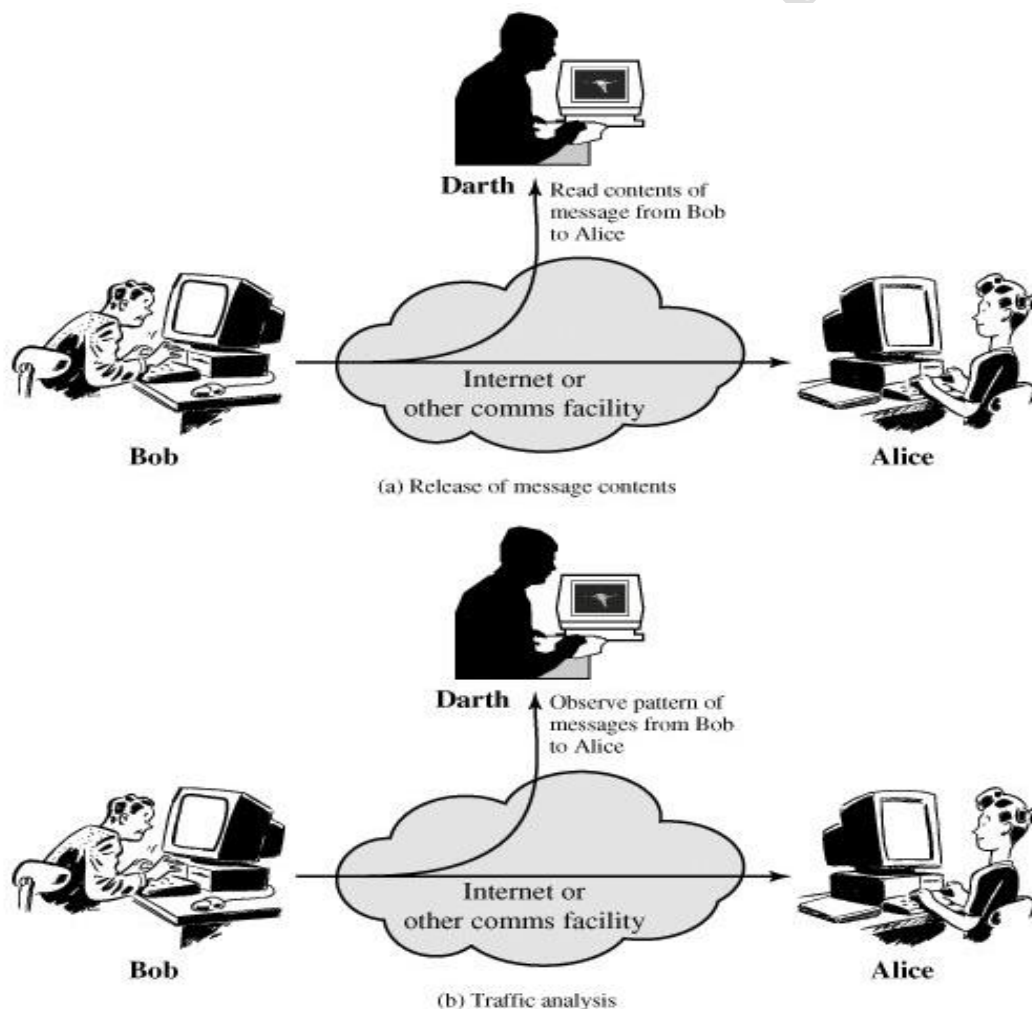 Darth
Read contents of
message from Bob
to Alice
Internet or
other comms facility
Bob
Alice
(a) Release of message contents
Darth
Observe pattern of
messages from Bob
to Alice
Internet or
other comms facility
Bob
Alice
(b) Traffic analysis